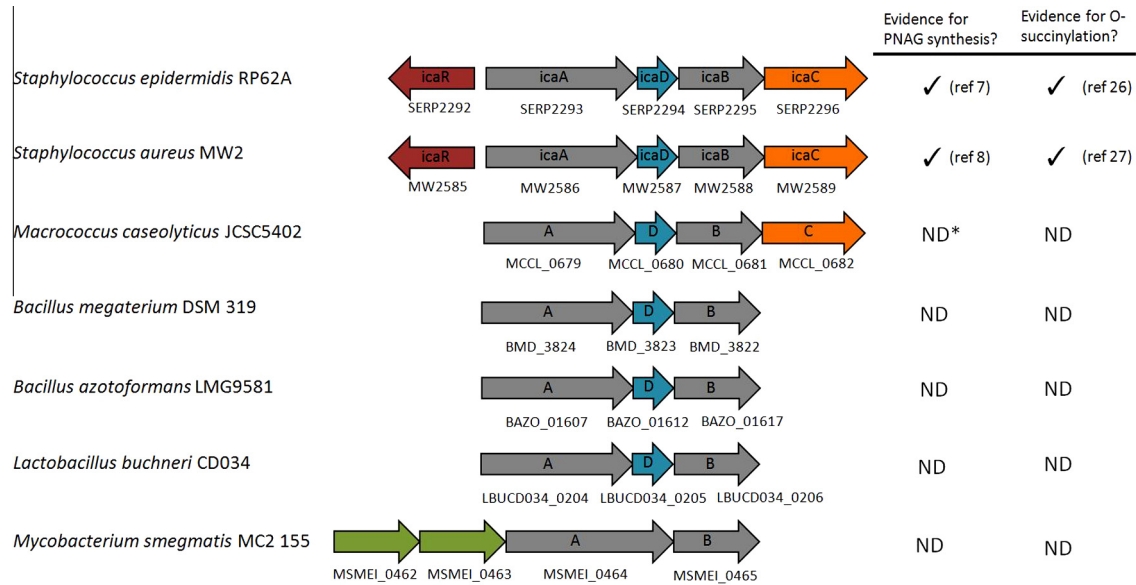 Evidence for Evidence for O-
PNAG synthesis? succinylation?
Staphylococcus epidermidis RP62A icaR icaA icaD icaB icaC ✓ (ref 7) ✓ (ref 26)
SERP2292 SERP2293 SERP2294 SERP2295 SERP2296
Staphylococcus aureus MW2 icaR icaA icaD icaB icaC ✓ (ref 8) ✓ (ref 27)
MW2585 MW2586 MW2587 MW2588 MW2589
Macrococcus caseolyticus JCSC5402 A D B C ND* ND
MCCL_0679 MCCL_0680 MCCL_0681 MCCL_0682
Bacillus megaterium DSM 319 A D B ND ND
BMD_3824 BMD_3823 BMD_3822
Bacillus azotoformans LMG9581 A D B ND ND
BAZO_01607 BAZO_01612 BAZO_01617
Lactobacillus buchneri CD034 A D B ND ND
LBUCD034_0204 LBUCD034_0205 LBUCD034_0206
Mycobacterium smegmatis MC2 155 A B ND ND
MSMEI_0462 MSMEI_0463 MSMEI_0464 MSMEI_0465